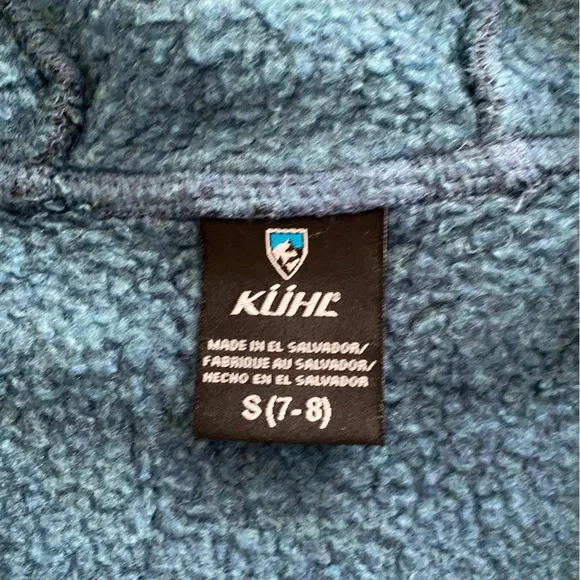 KÜHL
MADE IN EL SALVADOR/
FABRIQUE AU SALVADOR/
HECHO EN EL SALVADOR
S (7-8)